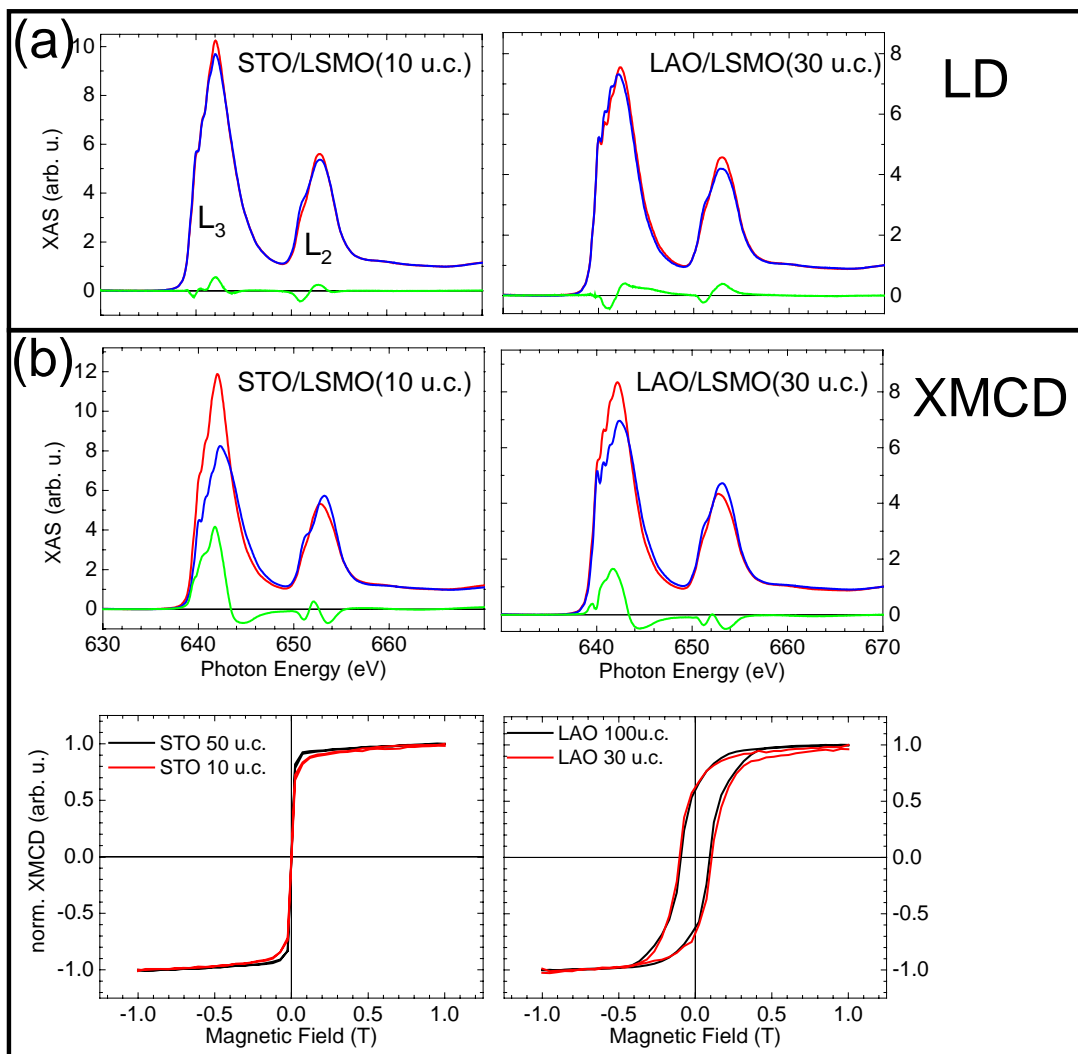 (a)
STO/LSMO(10 u.c.)
LAO/LSMO(30 u.c.)
LD
XAS (arb. u.)
10
8
6
4
2
0
L3
L2
8
6
4
2
0
(b)
STO/LSMO(10 u.c.)
LAO/LSMO(30 u.c.)
XMCD
XAS (arb. u.)
12
10
8
6
4
2
0
8
6
4
2
0
630 640 650 660
640 650 660 670
Photon Energy (eV)
Photon Energy (eV)
STO 50 u.c.
STO 10 u.c.
LAO 100u.c.
LAO 30 u.c.
norm. XMCD (arb. u.)
1.0
0.5
0.0
-0.5
-1.0
1.0
0.5
0.0
-0.5
-1.0
-1.0 -0.5 0.0 0.5 1.0
-1.0 -0.5 0.0 0.5 1.0
Magnetic Field (T)
Magnetic Field (T)